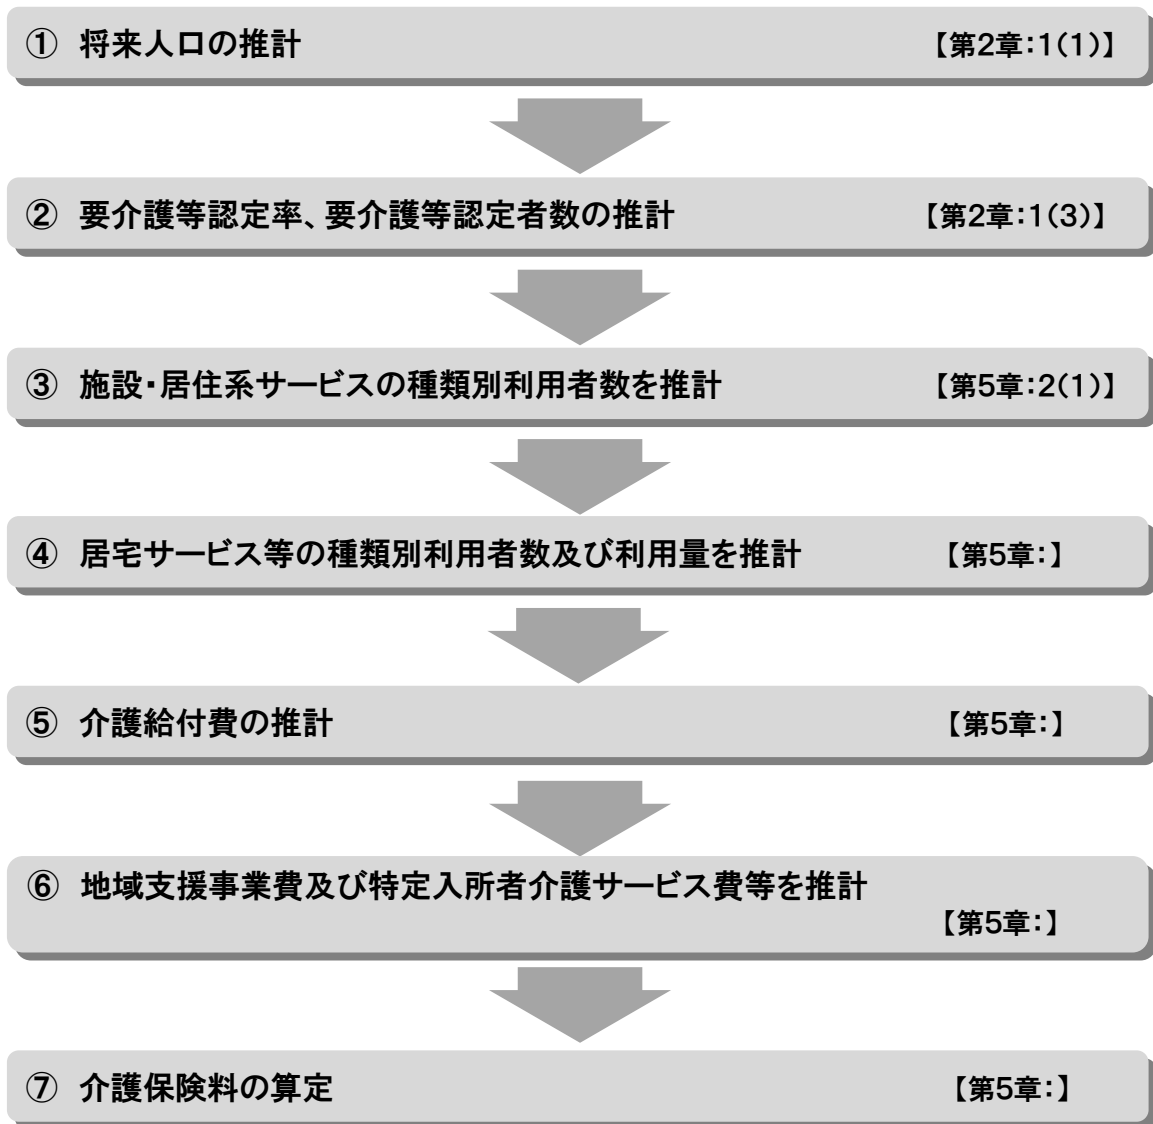 ① 将来人口の推計 【第2章:1(1)】
② 要介護等認定率、要介護等認定者数の推計 【第2章:1(3)】
③ 施設・居住系サービスの種類別利用者数を推計 【第5章:2(1)】
④ 居宅サービス等の種類別利用者数及び利用量を推計 【第5章:】
⑤ 介護給付費の推計 【第5章:】
⑥ 地域支援事業費及び特定入所者介護サービス費等を推計
【第5章:】
⑦ 介護保険料の算定 【第5章:】